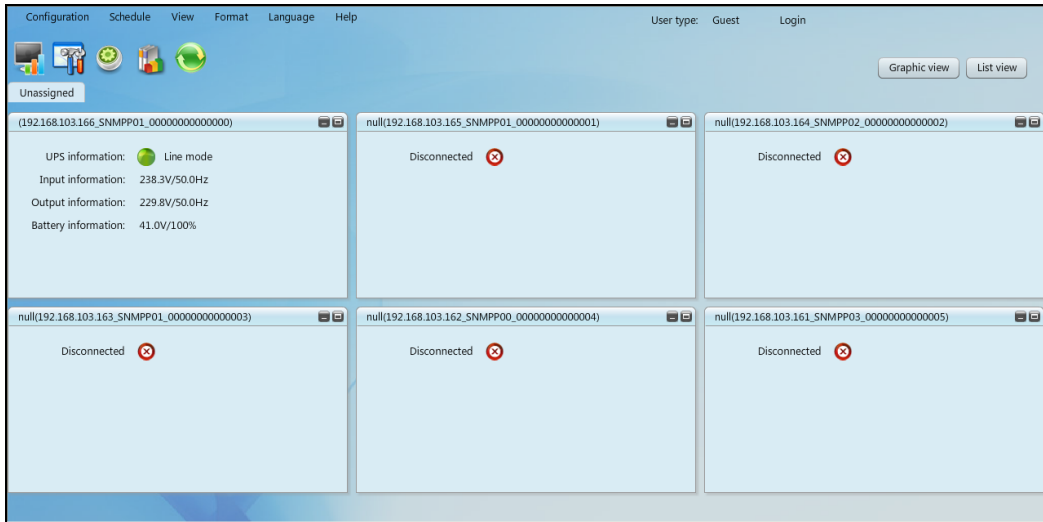 Configuration Schedule View Format Language Help User type: Guest Login
Graphic view List view
Unassigned
(192.168.103.166_SNMPP01_00000000000000) null(192.168.103.165_SNMPP01_00000000000001) null(192.168.103.164_SNMPP02_00000000000002)
UPS information: Line mode Disconnected Disconnected
Input information: 238.3V/50.0Hz
Output information: 229.8V/50.0Hz
Battery information: 41.0V/100%
null(192.168.103.163_SNMPP01_00000000000003) null(192.168.103.162_SNMPP00_00000000000004) null(192.168.103.161_SNMPP03_00000000000005)
Disconnected Disconnected Disconnected